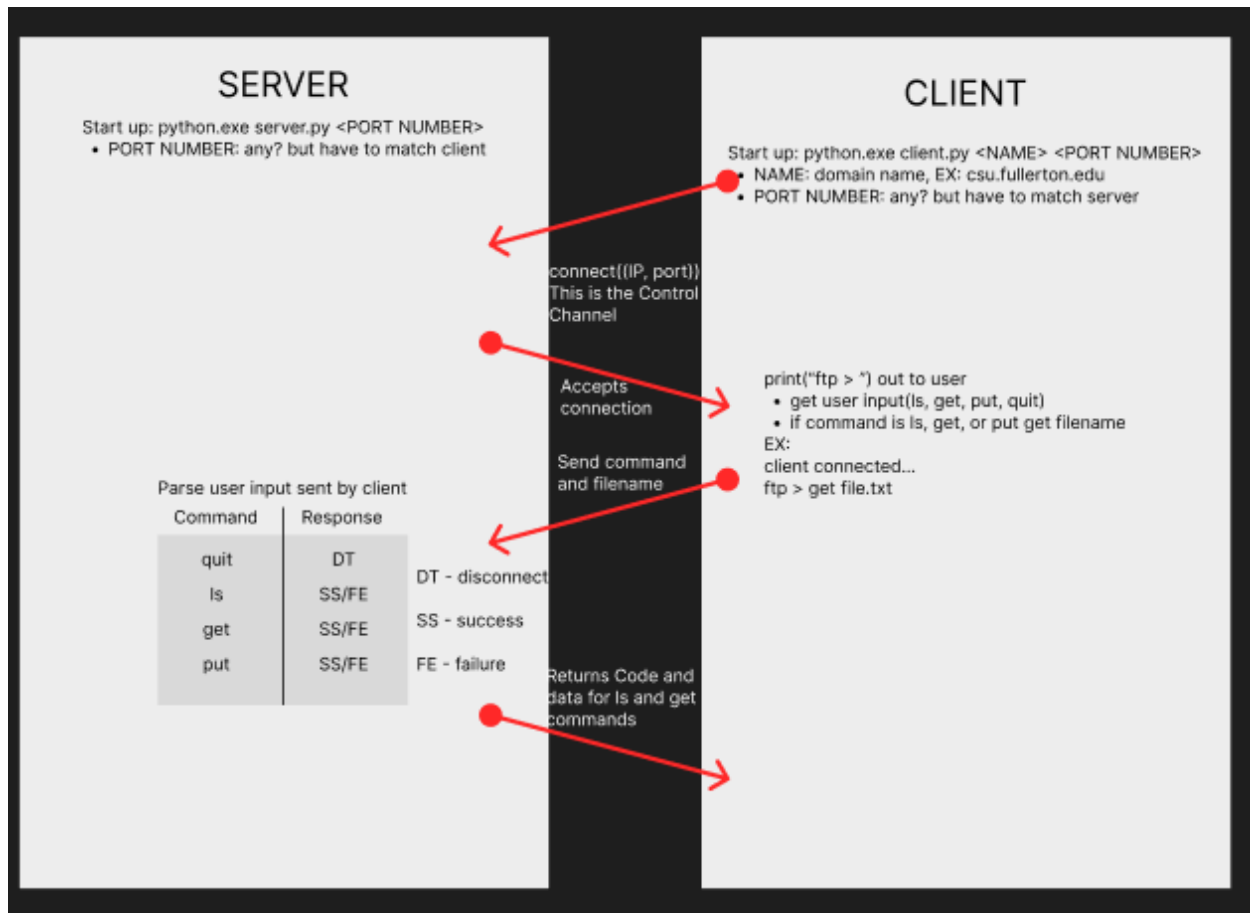 SERVER
Start up: python.exe server.py <PORT NUMBER>
• PORT NUMBER: any? but have to match client
CLIENT
Start up: python.exe client.py <NAME> <PORT NUMBER>
• NAME: domain name, EX: csu.fullerton.edu
• PORT NUMBER: any? but have to match server
connect((IP, port))
This is the Control
Channel
Accepts
connection
print("ftp > ") out to user
• get user input(ls, get, put, quit)
• if command is ls, get, or put get filename
EX:
client connected...
ftp > get file.txt
Send command
and filename
Parse user input sent by client
Command Response
quit DT
ls SS/FE
get SS/FE
put SS/FE
DT - disconnect
SS - success
FE - failure
Returns Code and
data for ls and get
commands